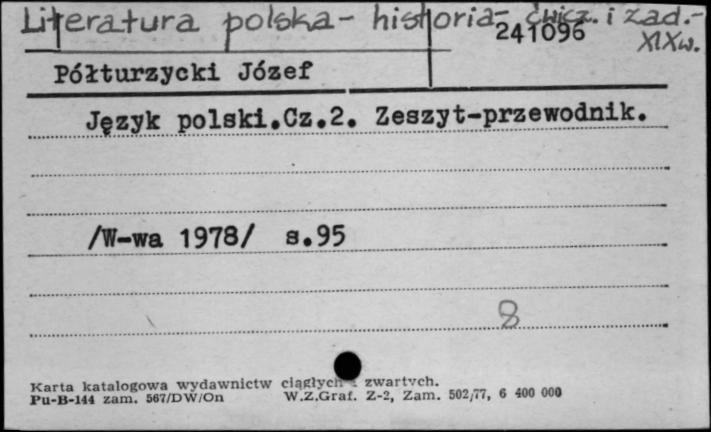 Literatura polska - historia - ćwicz. i zad. -
241096
XIXw.
Półturzycki Józef
Język polski.Cz.2. Zeszyt-przewodnik.
/W-wa 1978/ s.95
8
Karta katalogowa wydawnictw ciągłych i zwartych.
Pu-B-144 zam. 567/DW/On W.Z.Graf. Z-2, Zam. 502/77, 6 400 000